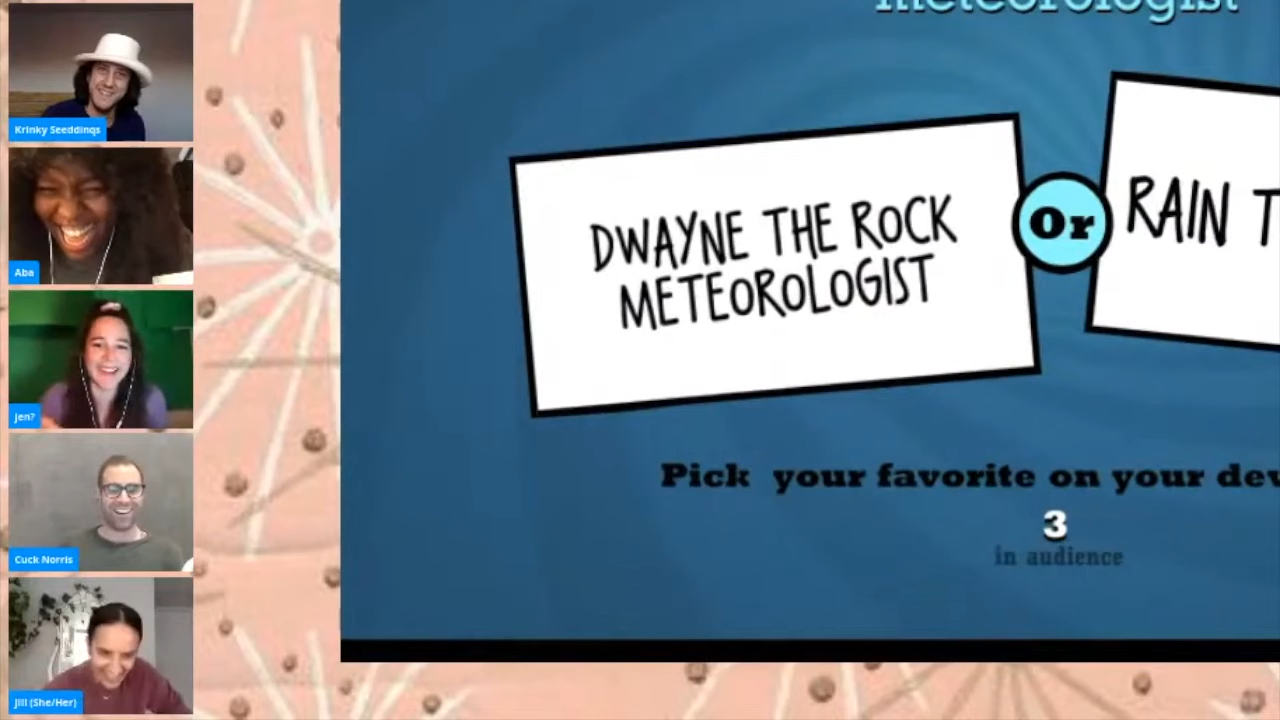 Krinky Seeddings
Aba
jen?
Cuck Norris
Jill (She/Her)
meteorologist
DWAYNE THE ROCK
METEOROLOGIST
Or
RAIN T
Pick your favorite on your dev
3
in audience